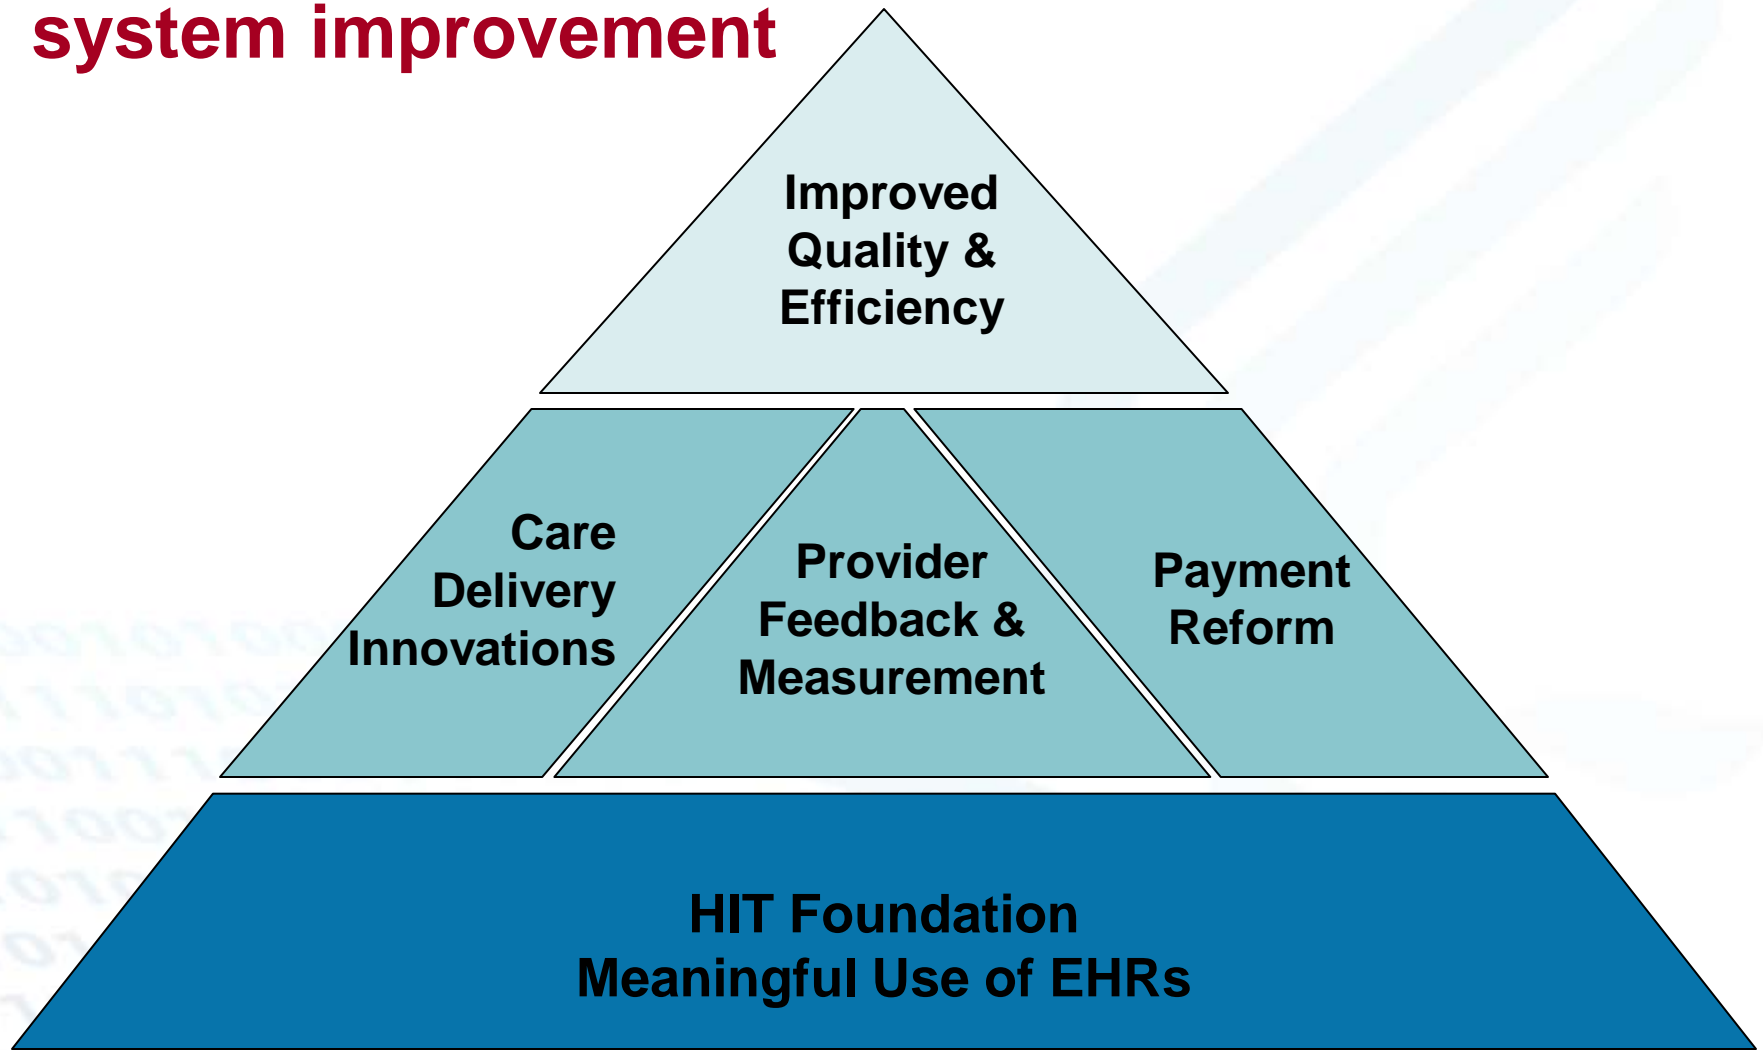 system improvement
Improved
Quality &
Efficiency
Care
Delivery
Innovations
Provider
Feedback &
Measurement
Payment
Reform
HIT Foundation
Meaningful Use of EHRs